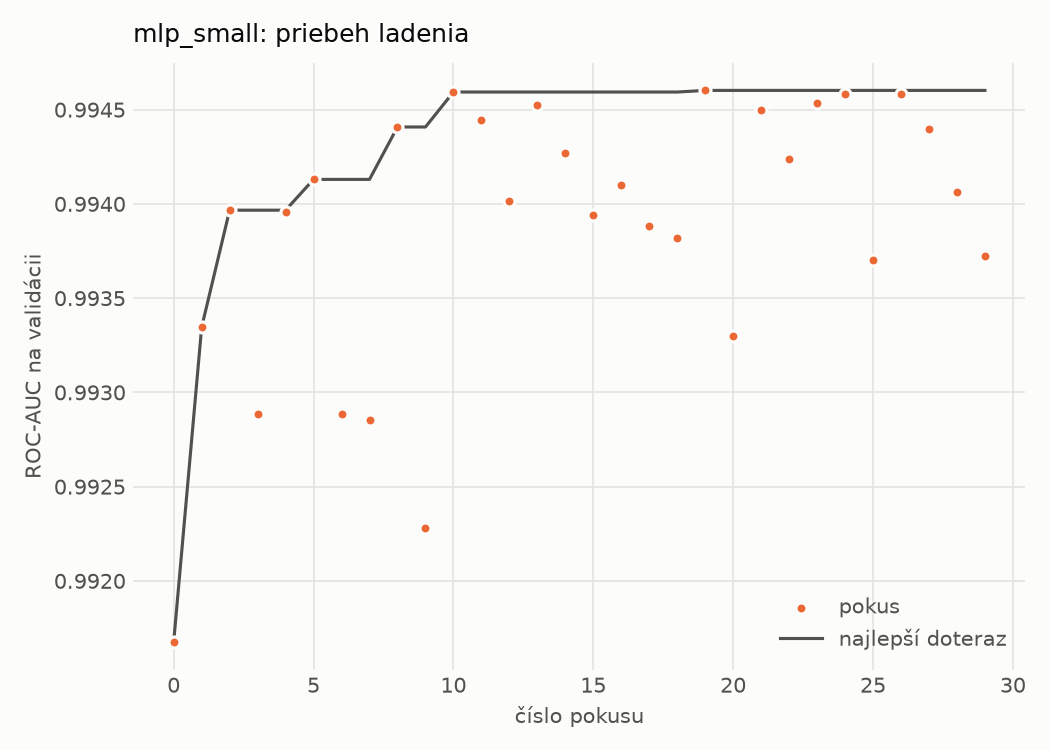 mlp_small: priebeh ladenia
ROC-AUC na validácii
0.9945
0.9940
0.9935
0.9930
0.9925
0.9920
pokus
najlepší doteraz
0 5 10 15 20 25 30
číslo pokusu